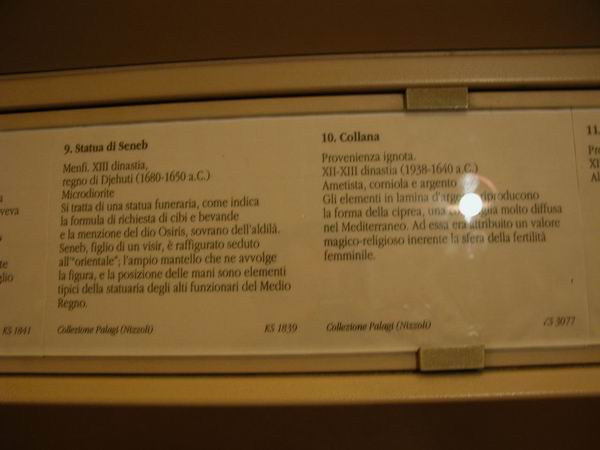 9. Statua di Seneb
Menfi. XIII dinastia,
regno di Djehuti (1680-1650 a.C.)
Microdiorite
Si tratta di una statua funeraria, come indica
la formula di richiesta di cibi e bevande
e la menzione del dio Osiris, sovrano dell'aldilà.
Seneb, figlio di un visir, è raffigurato seduto
all'"orientale"; l'ampio mantello che ne avvolge
la figura, e la posizione delle mani sono elementi
tipici della statuaria degli alti funzionari del Medio
Regno.
Collezione Palagi (Nizzoli) KS 1839
10. Collana
Provenienza ignota.
XII-XIII dinastia (1938-1640 a.C.)
Ametista, corniola e argento
Gli elementi in lamina d'argento riproducono
la forma della ciprea, una conchiglia molto diffusa
nel Mediterraneo. Ad essa era attribuito un valore
magico-religioso inerente la sfera della fertilità
femminile.
Collezione Palagi (Nizzoli) KS 3077
KS 1841
11.